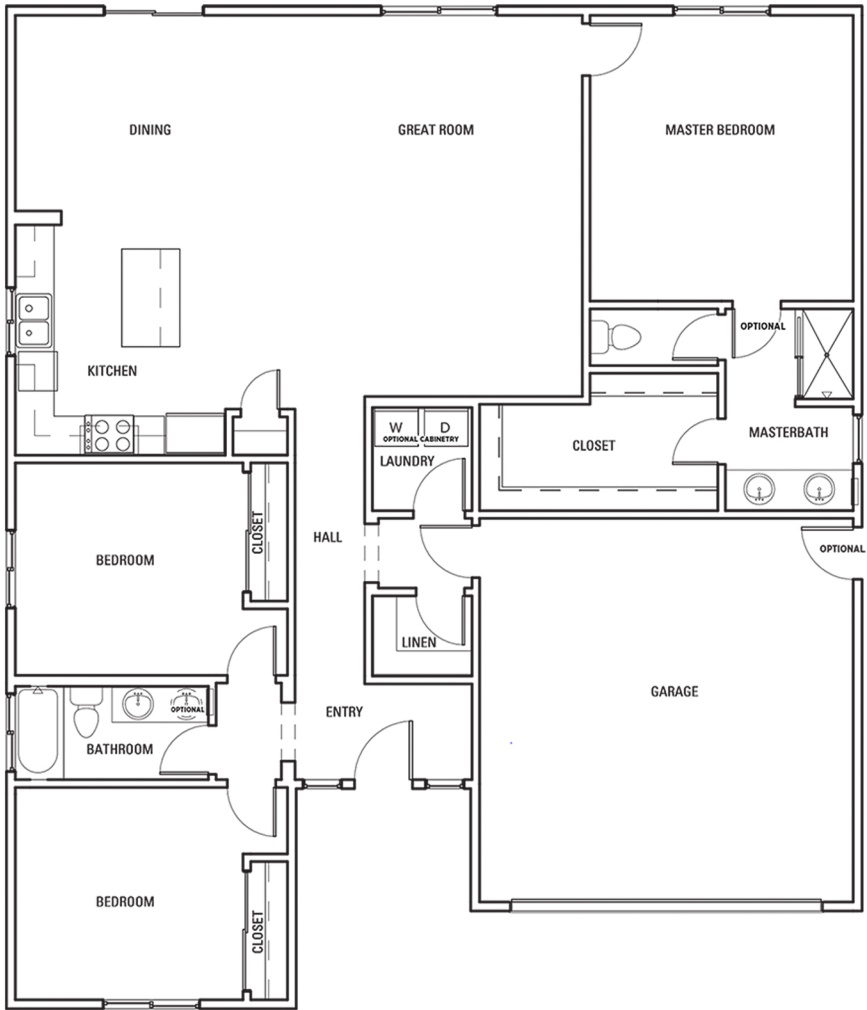 DINING
GREAT ROOM
MASTER BEDROOM
OPTIONAL
KITCHEN
W D
OPTIONAL CABINETRY
LAUNDRY
CLOSET
MASTERBATH
CLOSET
HALL
OPTIONAL
BEDROOM
LINEN
GARAGE
OPTIONAL
ENTRY
BATHROOM
BEDROOM
CLOSET